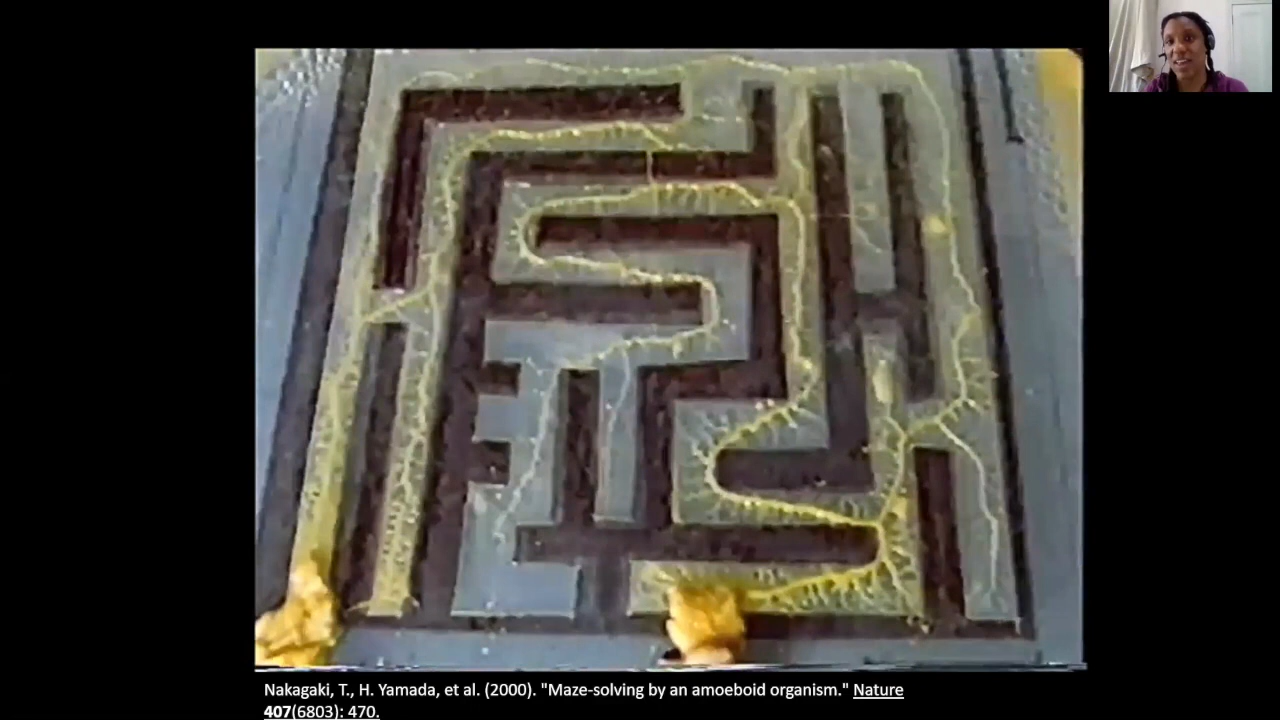 Nakagaki, T., H. Yamada, et al. (2000). "Maze-solving by an amoeboid organism." Nature
407(6803): 470.